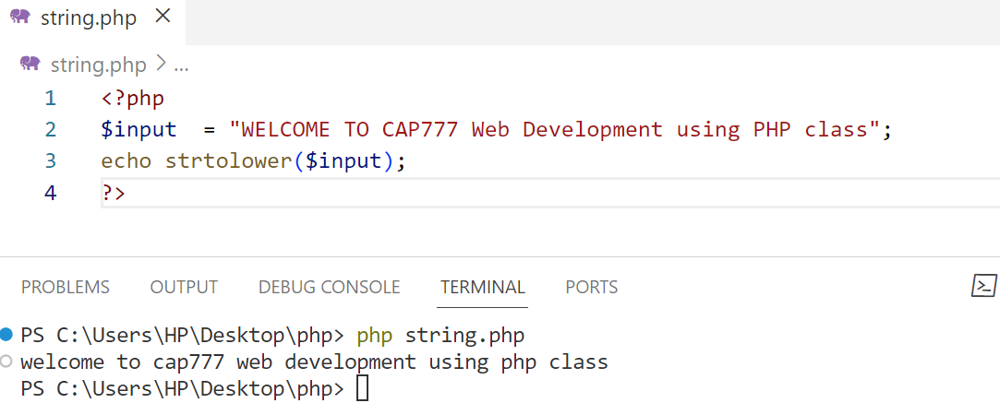 string.php
string.php > ...
1 <?php
2 $input  = "WELCOME TO CAP777 Web Development using PHP class";
3 echo strtolower($input);
4 ?>
PROBLEMS OUTPUT DEBUG CONSOLE TERMINAL PORTS
PS C:\Users\HP\Desktop\php> php string.php
welcome to cap777 web development using php class
PS C:\Users\HP\Desktop\php>